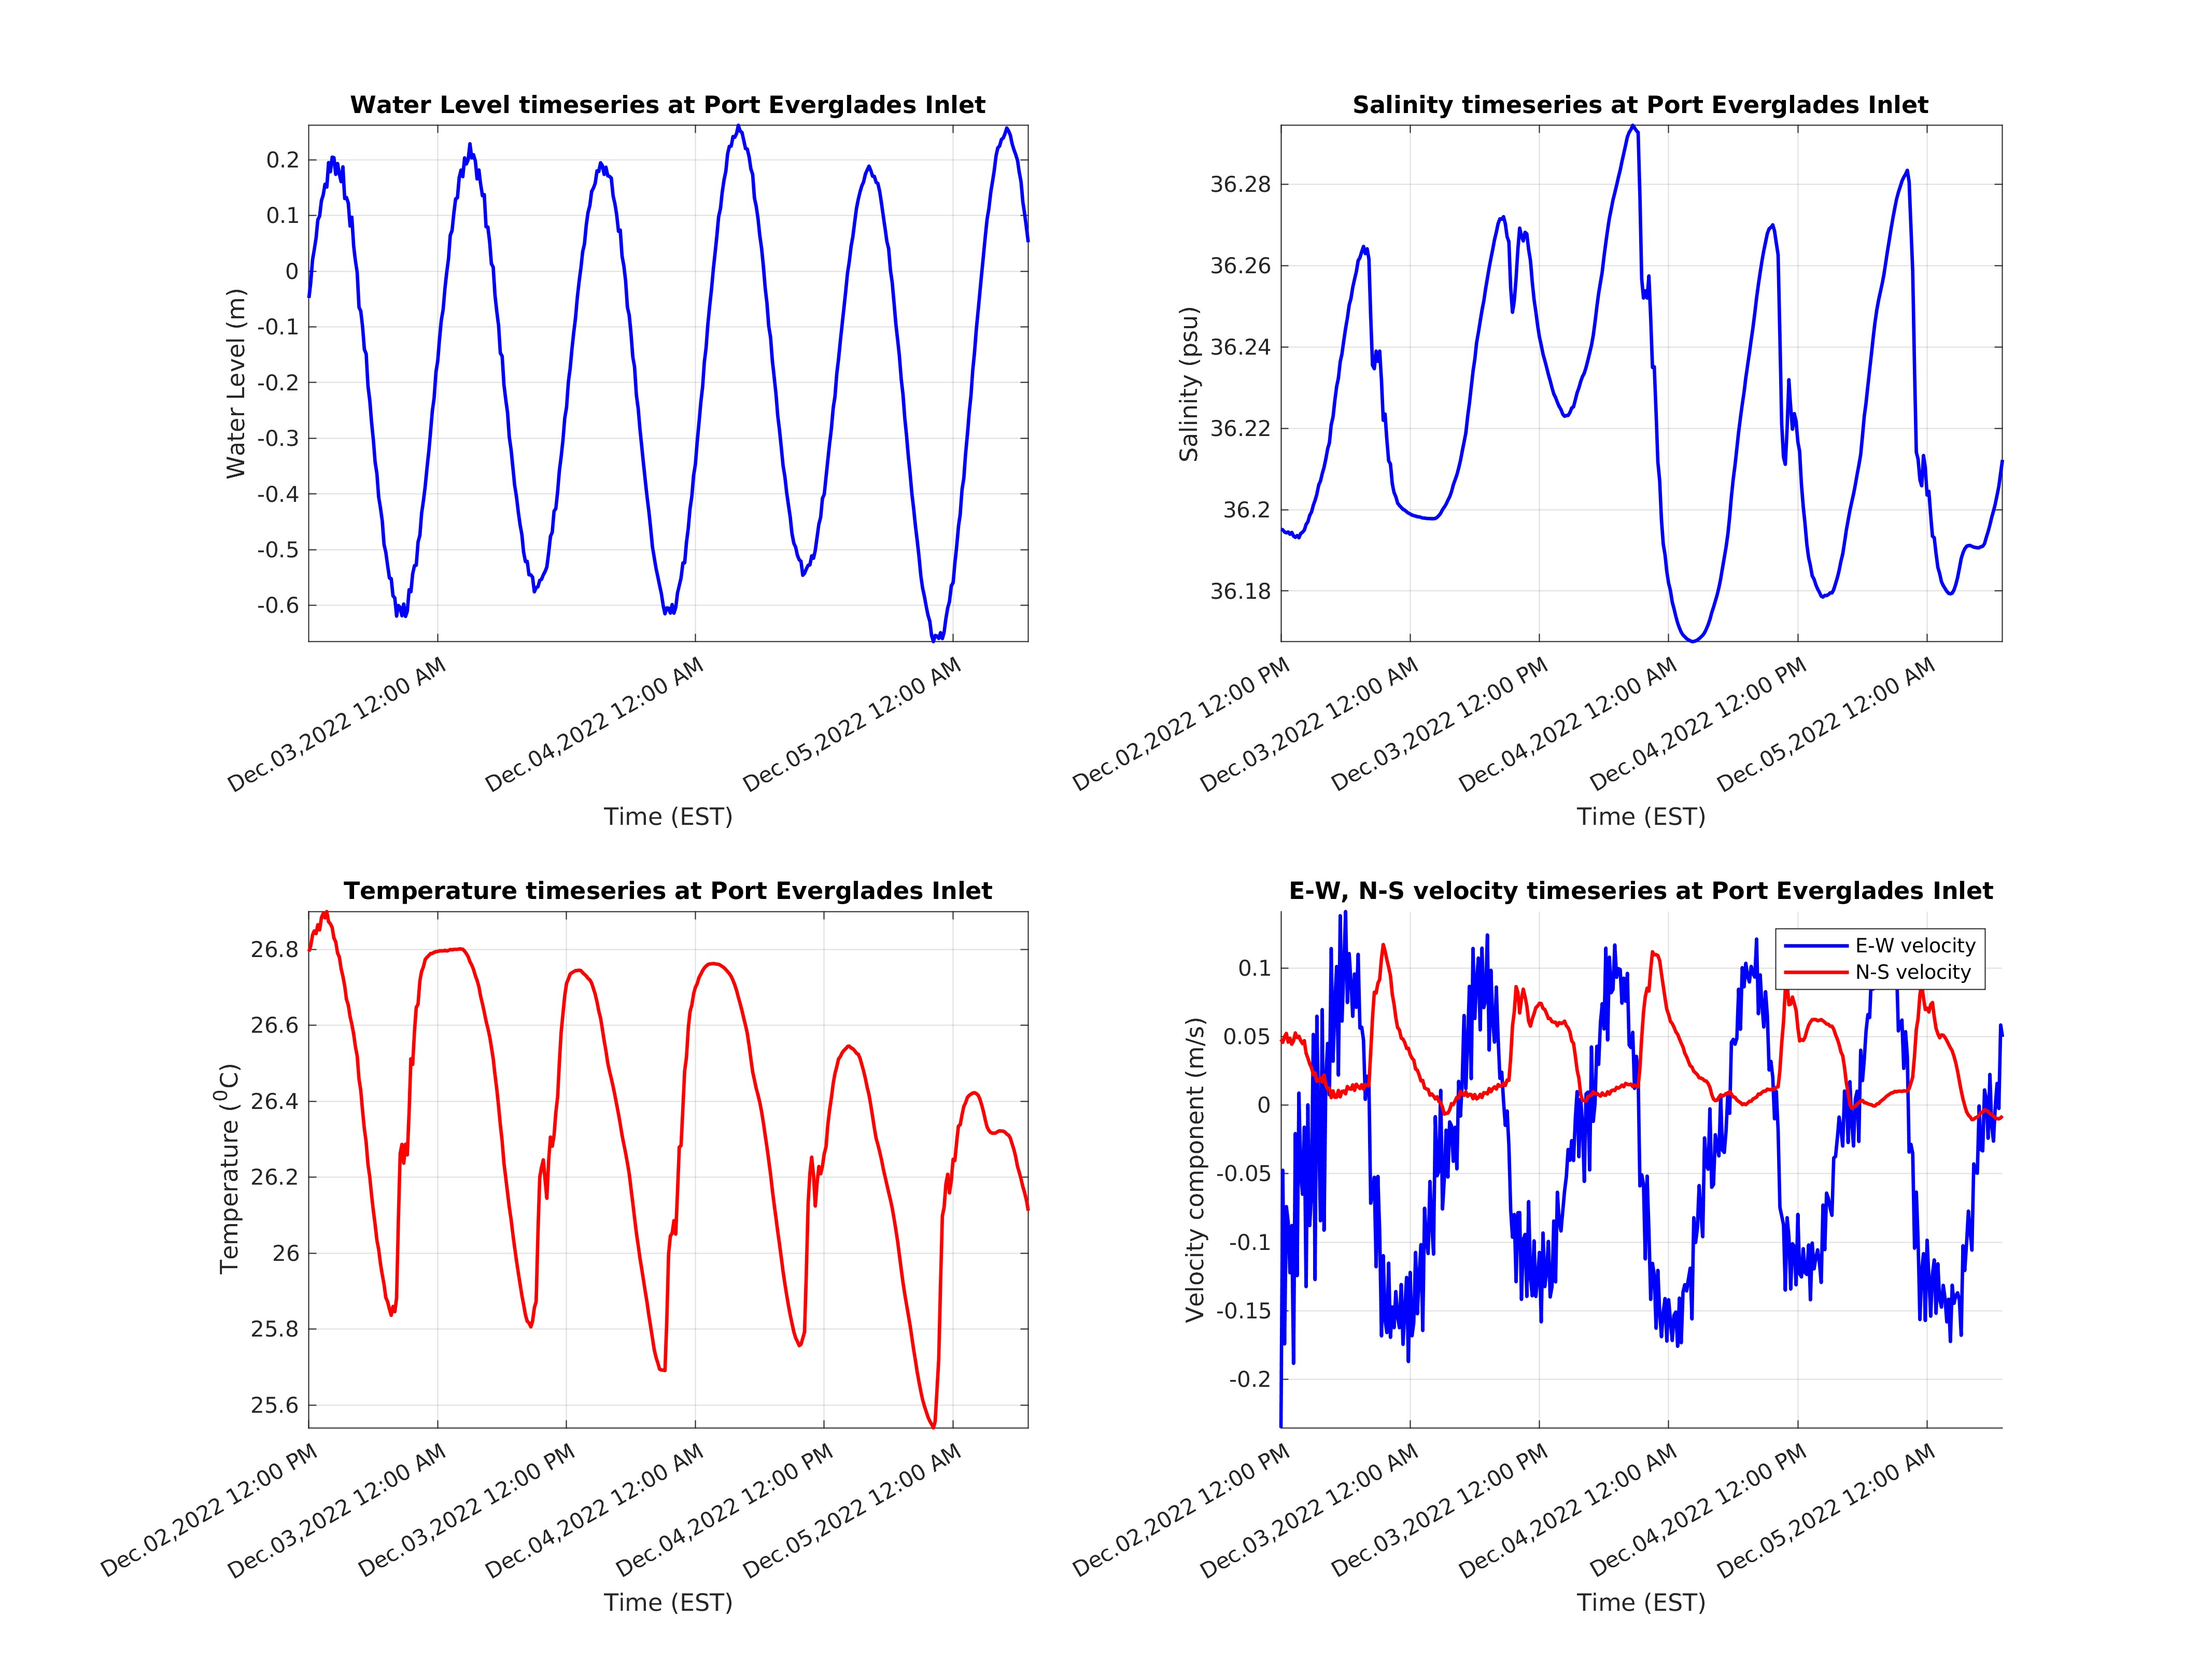 Water Level timeseries at Port Everglades Inlet
Water Level (m)
0.2
0.1
0
-0.1
-0.2
-0.3
-0.4
-0.5
-0.6
Dec.03,2022 12:00 AM
Dec.04,2022 12:00 AM
Dec.05,2022 12:00 AM
Time (EST)
Salinity timeseries at Port Everglades Inlet
Salinity (psu)
36.28
36.26
36.24
36.22
36.2
36.18
Dec.02,2022 12:00 PM
Dec.03,2022 12:00 AM
Dec.03,2022 12:00 PM
Dec.04,2022 12:00 AM
Dec.04,2022 12:00 PM
Dec.05,2022 12:00 AM
Time (EST)
Temperature timeseries at Port Everglades Inlet
Temperature (⁰C)
26.8
26.6
26.4
26.2
26
25.8
25.6
Dec.02,2022 12:00 PM
Dec.03,2022 12:00 AM
Dec.03,2022 12:00 PM
Dec.04,2022 12:00 AM
Dec.04,2022 12:00 PM
Dec.05,2022 12:00 AM
Time (EST)
E-W, N-S velocity timeseries at Port Everglades Inlet
Velocity component (m/s)
0.1
0.05
0
-0.05
-0.1
-0.15
-0.2
E-W velocity
N-S velocity
Dec.02,2022 12:00 PM
Dec.03,2022 12:00 AM
Dec.03,2022 12:00 PM
Dec.04,2022 12:00 AM
Dec.04,2022 12:00 PM
Dec.05,2022 12:00 AM
Time (EST)